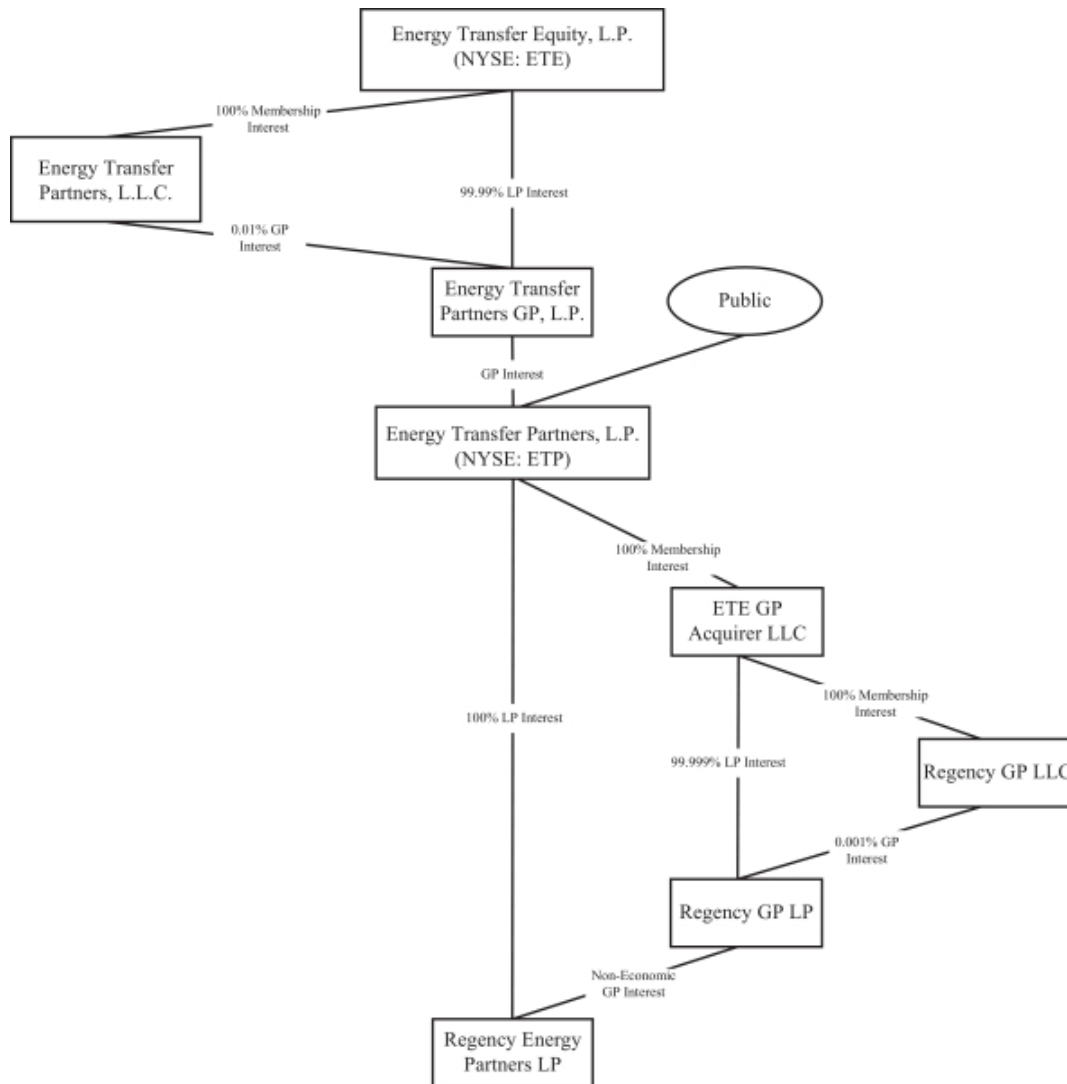 Energy Transfer Equity, L.P.
(NYSE: ETE)
100% Membership
Interest
Energy Transfer
Partners, L.L.C.
99.99% LP Interest
0.01% GP
Interest
Energy Transfer
Partners GP, L.P.
Public
GP Interest
Energy Transfer Partners, L.P.
(NYSE: ETP)
100% Membership
Interest
ETE GP
Acquirer LLC
100% Membership
Interest
100% LP Interest
99.999% LP Interest
Regency GP LLC
0.001% GP
Interest
Regency GP LP
Non-Economic
GP Interest
Regency Energy
Partners LP